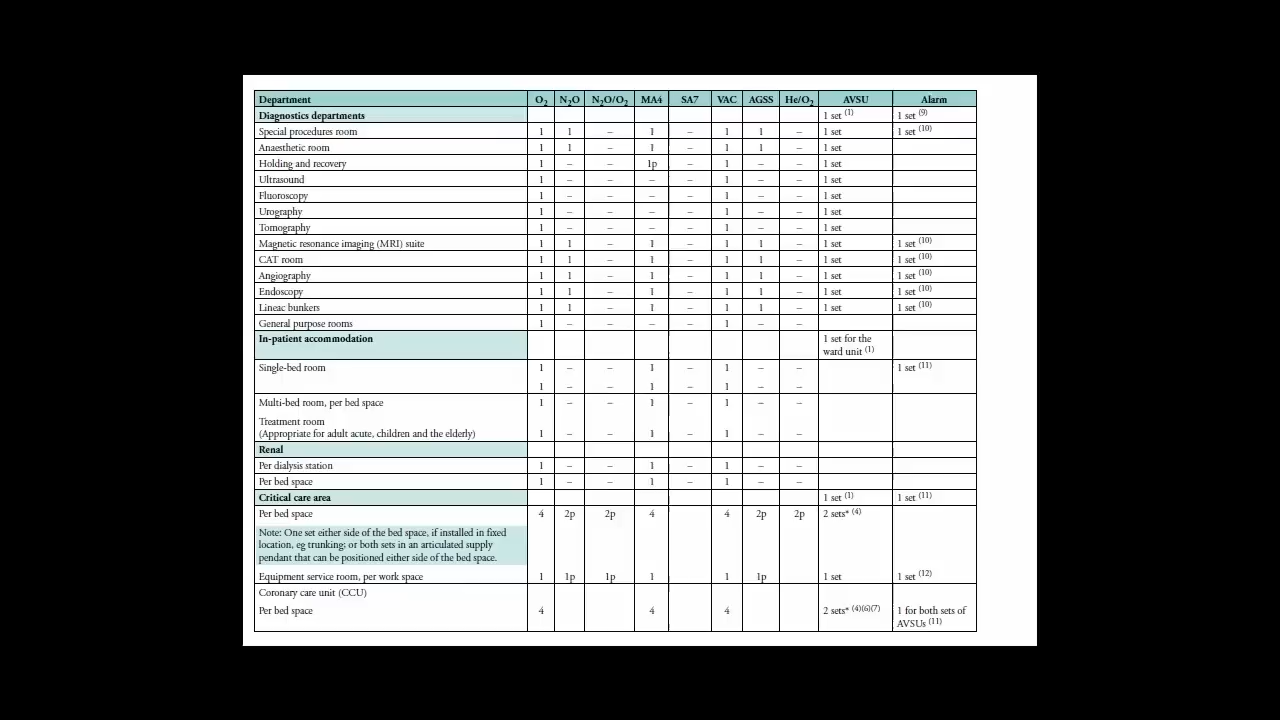 Department O2 N2O N2O/O2 MA4 SA7 VAC AGSS He/O2 AVSU Alarm
Diagnostics departments 1 set (1) 1 set (9)
Special procedures room 1 1 – 1 – 1 1 – 1 set 1 set (10)
Anaesthetic room 1 1 – 1 – 1 1 – 1 set
Holding and recovery 1 – – 1p – 1 – – 1 set
Ultrasound 1 – – – – 1 – – 1 set
Fluoroscopy 1 – – – – 1 – – 1 set
Urography 1 – – – – 1 – – 1 set
Tomography 1 – – – – 1 – – 1 set
Magnetic resonance imaging (MRI) suite 1 1 – 1 – 1 1 – 1 set 1 set (10)
CAT room 1 1 – 1 – 1 1 – 1 set 1 set (10)
Angiography 1 1 – 1 – 1 1 – 1 set 1 set (10)
Endoscopy 1 1 – 1 – 1 1 – 1 set 1 set (10)
Lineac bunkers 1 1 – 1 – 1 1 – 1 set 1 set (10)
General purpose rooms 1 – – – – 1 – –
In-patient accommodation 1 set for the
ward unit (1)
Single-bed room 1 – – 1 – 1 – – 1 set (11)
1 – – 1 – 1 – –
Multi-bed room, per bed space 1 – – 1 – 1 – –
Treatment room
(Appropriate for adult acute, children and the elderly) 1 – – 1 – 1 – –
Renal
Per dialysis station 1 – – 1 – 1 – –
Per bed space 1 – – 1 – 1 – –
Critical care area 1 set (1) 1 set (11)
Per bed space 4 2p 2p 4 4 2p 2p 2 sets* (4)
Note: One set either side of the bed space, if installed in fixed
location, eg trunking; or both sets in an articulated supply
pendant that can be positioned either side of the bed space.
Equipment service room, per work space 1 1p 1p 1 1 1p 1 set 1 set (12)
Coronary care unit (CCU)
Per bed space 4 4 4 2 sets* (4)(6)(7) 1 for both sets of
AVSUs (11)